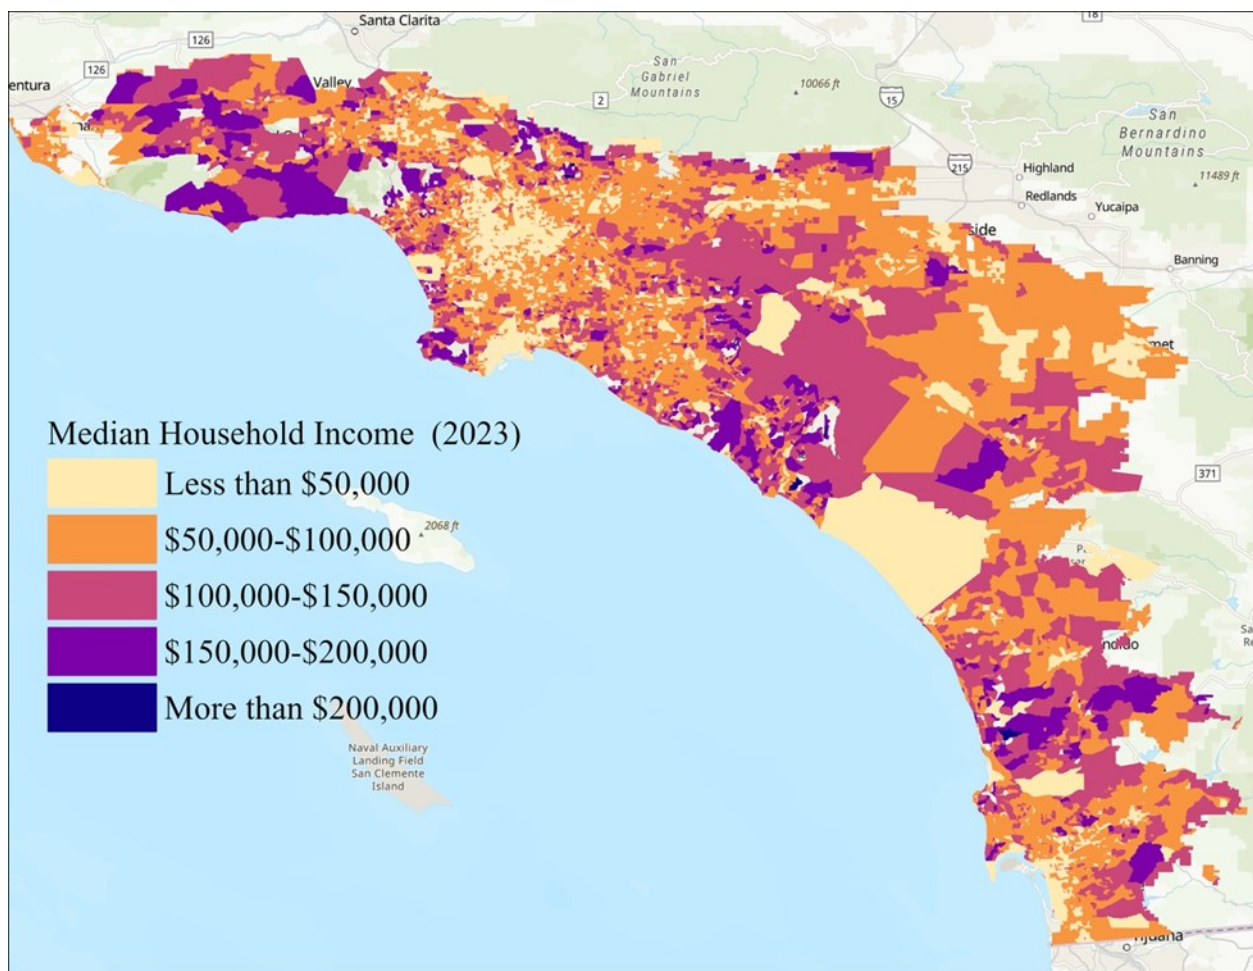 18
Santa Clarita
126
126
entura
Valley
San
Gabriel
Mountains
10066 ft
2
15
San
Bernardino
Mountains
215
Highland
11489 ft
Redlands
Yucaipa
side
Banning
met
Median Household Income (2023)
Less than $50,000
371
2068 ft
$50,000-$100,000
$100,000-$150,000
ndido
$150,000-$200,000
More than $200,000
Naval Auxiliary
Landing Field
San Clemente
Island
Tijuana